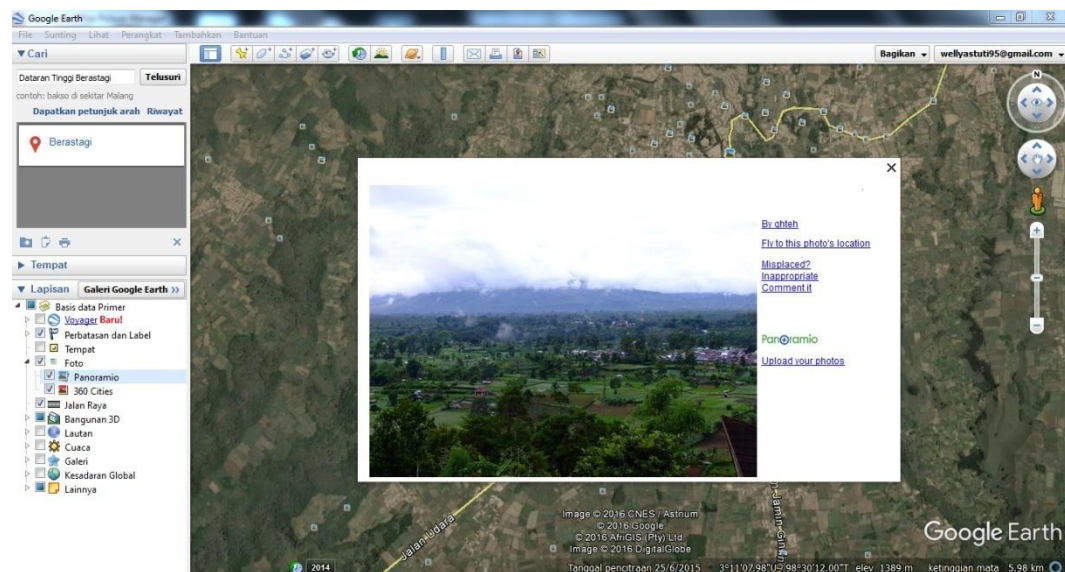 Google Earth
File Sunting Lihat Perangkat Tambahkan Bantuan
Cari
Dataran Tinggi Berastagi
Telusuri
contoh: bakso di sekitar Malang
Dapatkan petunjuk arah Riwayat
Berastagi
Tempat
Lapisan
Galeri Google Earth >>
Basis data Primer
Voyager Baru!
Perbatasan dan Label
Tempat
Foto
Panoramio
360 Cities
Jalan Raya
Bangunan 3D
Lautan
Cuaca
Galeri
Kesadaran Global
Lainnya
Bagikan
wellyastuti95@gmail.com
N
By qhteh
Fly to this photo's location
Misplaced?
Inappropriate
Comment it
Panoramio
Upload your photos
Jalan Udara
Image © 2016 CNES / Astrium
© 2016 Google
© 2016 AfriGIS (Pty) Ltd.
Image © 2016 DigitalGlobe
Google Earth
2014
Tanggal pencitraan 25/6/2015 3°11'07.98"U 98°30'12.00"T elev 1389 m ketinggian mata 5.98 km